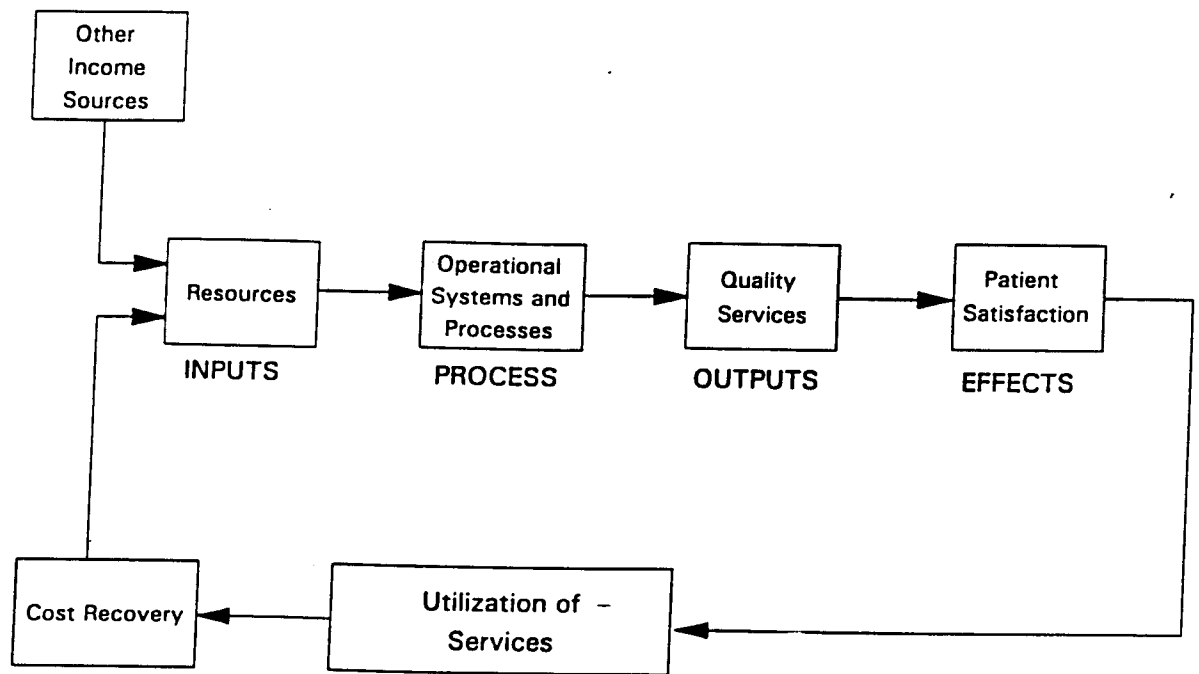 Other
Income
Sources
Resources
INPUTS
Operational
Systems and
Processes
PROCESS
Quality
Services
OUTPUTS
Patient
Satisfaction
EFFECTS
Cost Recovery
Utilization of –
Services